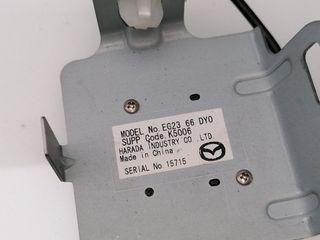 MODEL No. EG23 66 DY0
SUPP Code. K5006
HARADA INDUSTRY CO LTD
Made in China
SERIAL No. 15715